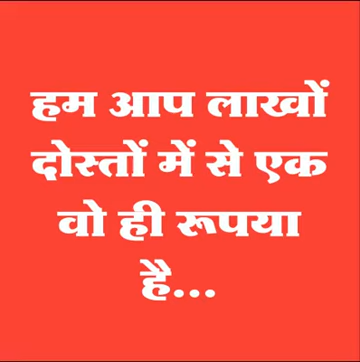 हम आप लाखों
दोस्तों में से एक
वो ही रूपया
है...